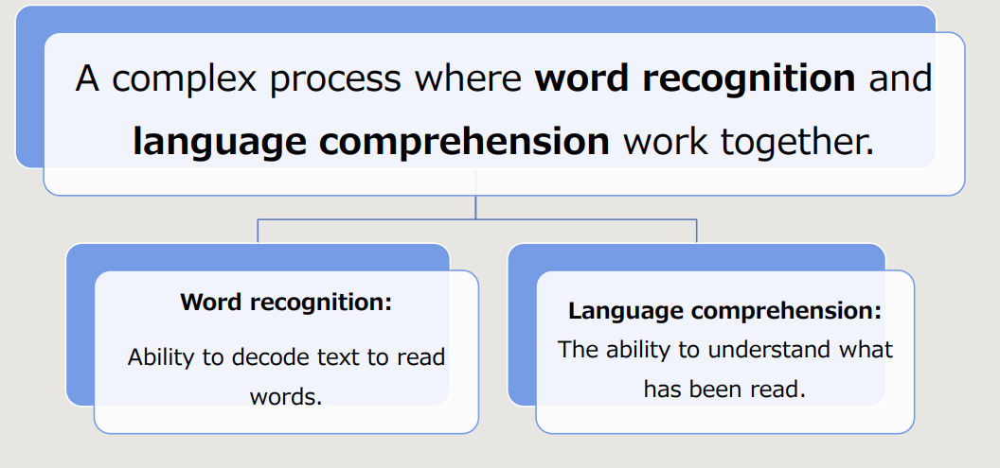 A complex process where word recognition and
language comprehension work together.
Word recognition:
Ability to decode text to read
words.
Language comprehension:
The ability to understand what
has been read.